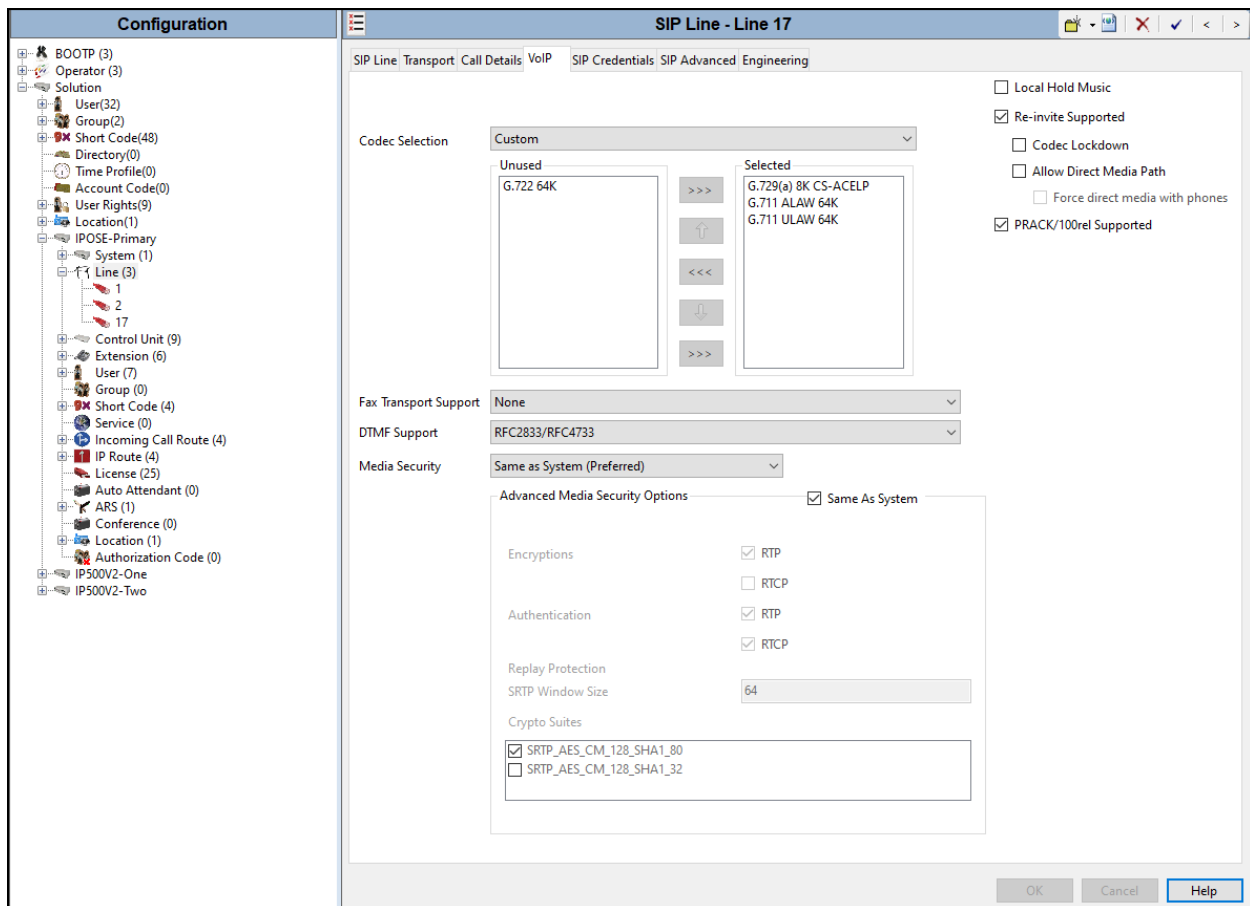 Configuration
BOOTP (3)
Operator (3)
Solution
User(32)
Group(2)
Short Code(48)
Directory(0)
Time Profile(0)
Account Code(0)
User Rights(9)
Location(1)
IPOSE-Primary
System (1)
Line (3)
1
2
17
Control Unit (9)
Extension (6)
User (7)
Group (0)
Short Code (4)
Service (0)
Incoming Call Route (4)
IP Route (4)
License (25)
Auto Attendant (0)
ARS (1)
Conference (0)
Location (1)
Authorization Code (0)
IP500V2-One
IP500V2-Two
SIP Line - Line 17
SIP Line Transport Call Details VoIP SIP Credentials SIP Advanced Engineering
Local Hold Music
Re-invite Supported
Codec Lockdown
Allow Direct Media Path
Force direct media with phones
PRACK/100rel Supported
Codec Selection Custom
Unused
G.722 64K
>>>
<<<
>>>
Selected
G.729(a) 8K CS-ACELP
G.711 ALAW 64K
G.711 ULAW 64K
Fax Transport Support None
DTMF Support RFC2833/RFC4733
Media Security Same as System (Preferred)
Advanced Media Security Options Same As System
Encryptions RTP
RTCP
Authentication RTP
RTCP
Replay Protection
SRTP Window Size 64
Crypto Suites
SRTP_AES_CM_128_SHA1_80
SRTP_AES_CM_128_SHA1_32
OK Cancel Help